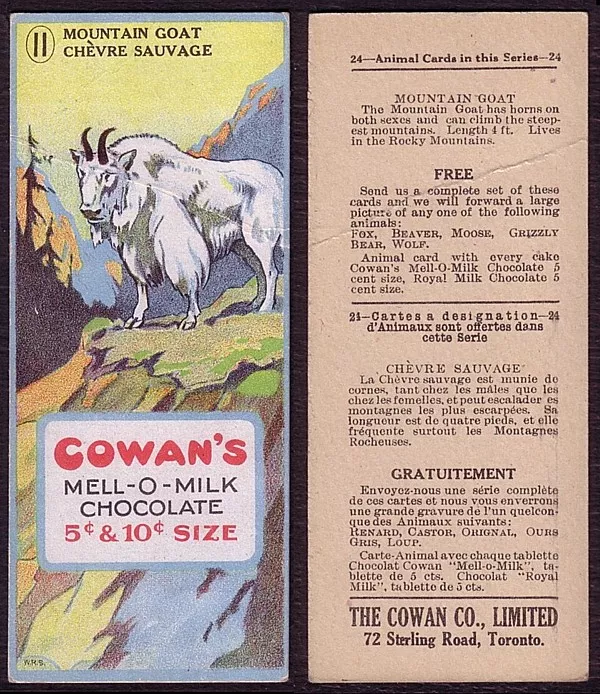 11
MOUNTAIN GOAT
CHÈVRE SAUVAGE
COWAN'S
MELL-O-MILK
CHOCOLATE
5¢ & 10¢ SIZE
W.R.S.
24—Animal Cards in this Series—24
MOUNTAIN GOAT
The Mountain Goat has horns on
both sexes and can climb the steep-
est mountains. Length 4 ft. Lives
in the Rocky Mountains.
FREE
Send us a complete set of these
cards and we will forward a large
picture of any one of the following
animals:
FOX, BEAVER, MOOSE, GRIZZLY
BEAR, WOLF.
Animal card with every cake
Cowan's Mell-O-Milk Chocolate 5
cent size, Royal Milk Chocolate 5
cent size.
24—Cartes a designation—24
d'Animaux sont offertes dans
cette Serie
CHÈVRE SAUVAGE
La Chèvre sauvage est munie de
cornes, tant chez les mâles que les
chez les femelles, et peut escalader es
montagnes les plus escarpées. Sa
longueur est de quatre pieds, et elle
fréquente surtout les Montagnes
Rocheuses.
GRATUITEMENT
Envoyez-nous une série complète
de ces cartes et nous vous enverrons
une grande gravure de l'un quelcon-
que des Animaux suivants:
RENARD, CASTOR, ORIGNAL, OURS
GRIS, LOUP.
Carte-Animal avec chaque tablette
Chocolat Cowan "Mell-o-Milk", ta-
blette de 5 cts. Chocolat "Royal
Milk", tablette de 5 cts.
THE COWAN CO., LIMITED
72 Sterling Road, Toronto.